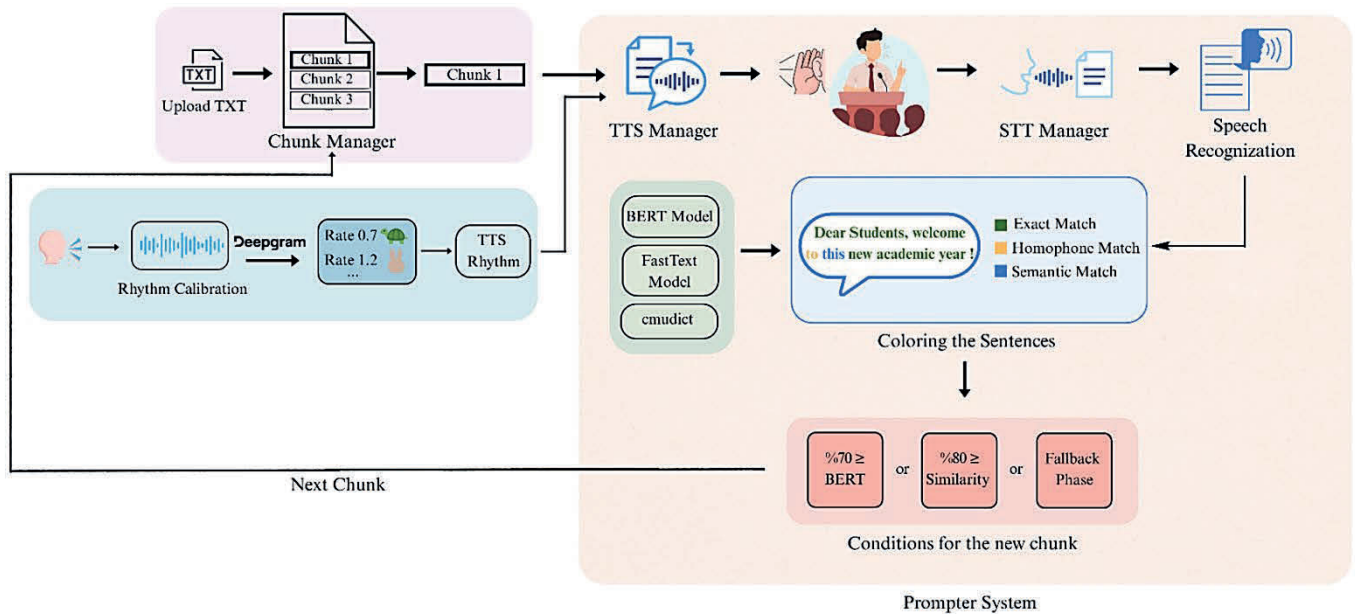 TXT
Upload TXT
Chunk 1
Chunk 2
Chunk 3
Chunk Manager
Chunk 1
TTS Manager
STT Manager
Speech
Recognization
Rhythm Calibration
Deepgram
Rate 0.7
Rate 1.2
...
TTS
Rhythm
BERT Model
FastText
Model
cmudict
Dear Students, welcome
to this new academic year !
Exact Match
Homophone Match
Semantic Match
Coloring the Sentences
%70 ≥
BERT
or
%80 ≥
Similarity
or
Fallback
Phase
Conditions for the new chunk
Next Chunk
Prompter System